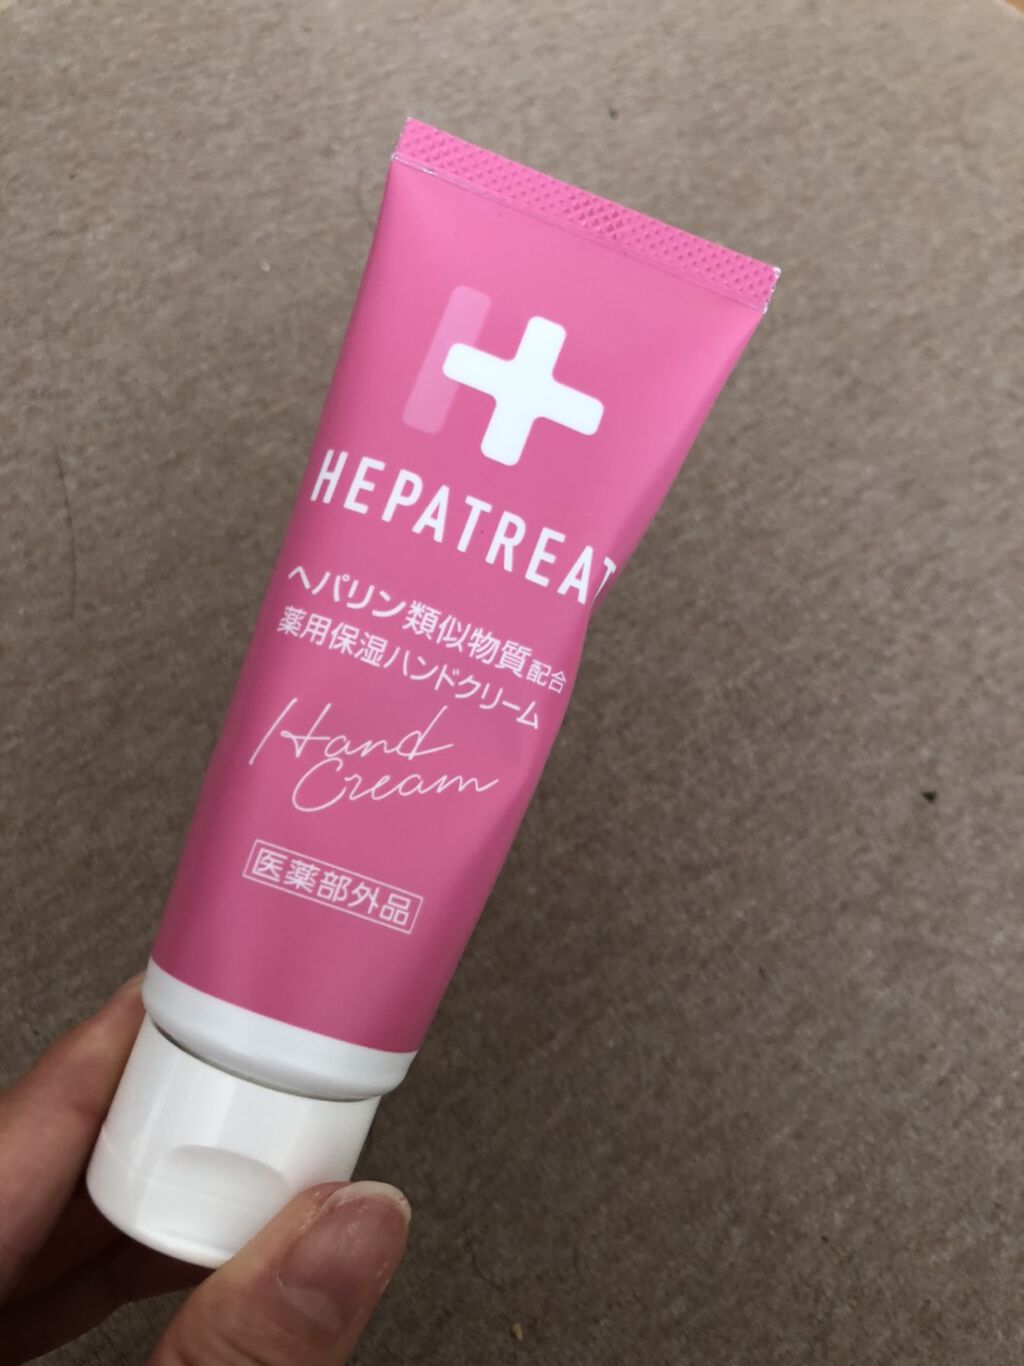 HEPATREAT
ヘパリン類似物質配合
薬用保湿ハンドクリーム
Hand
Cream
医薬部外品